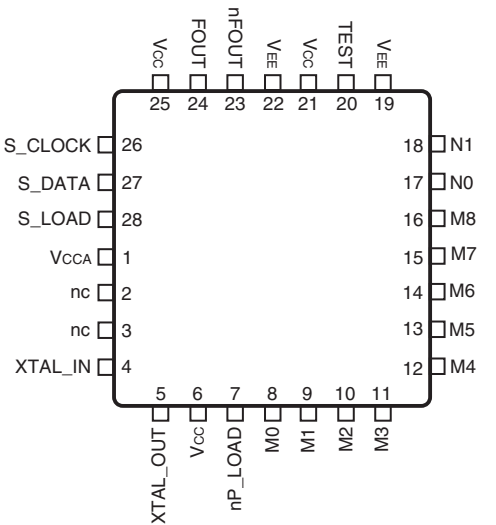 VCC FOUT nFOUT VEE VCC TEST VEE
25 24 23 22 21 20 19
S_CLOCK 26 18 N1
S_DATA 27 17 N0
S_LOAD 28 16 M8
VCCA 1 15 M7
nc 2 14 M6
nc 3 13 M5
XTAL_IN 4 12 M4
5 6 7 8 9 10 11
XTAL_OUT VCC nP_LOAD M0 M1 M2 M3